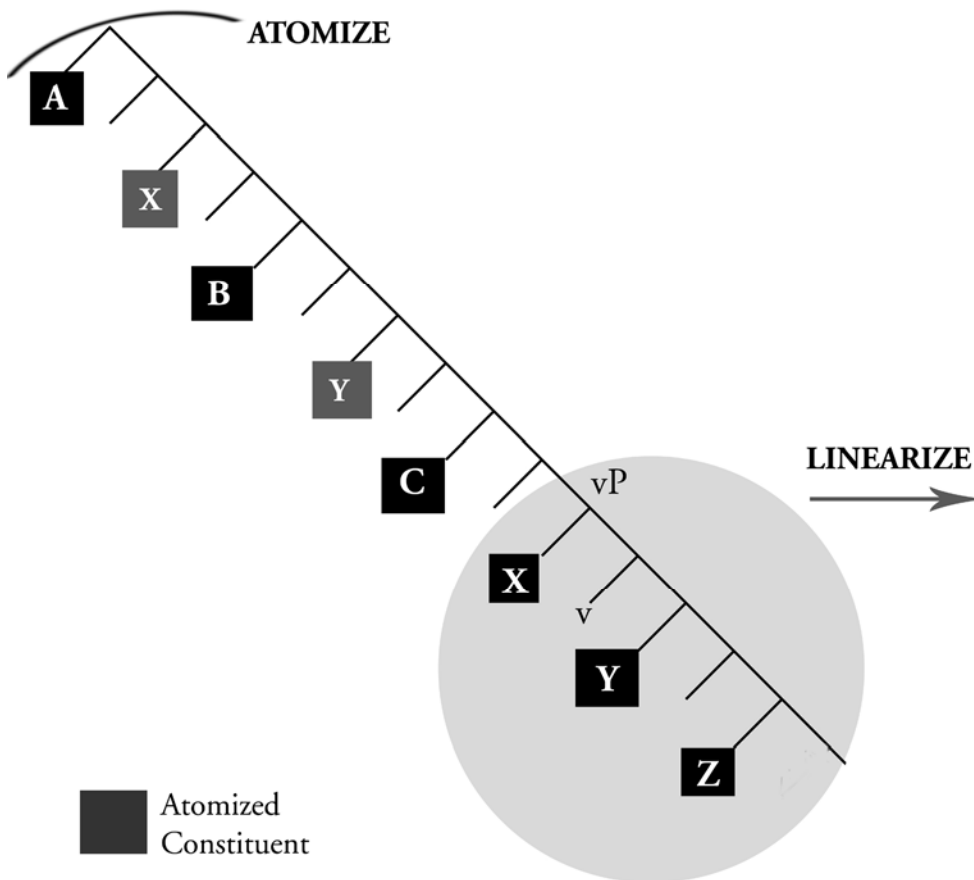 ATOMIZE
A
X
B
Y
C
LINEARIZE
vP
X
v
Y
Z
Atomized
Constituent